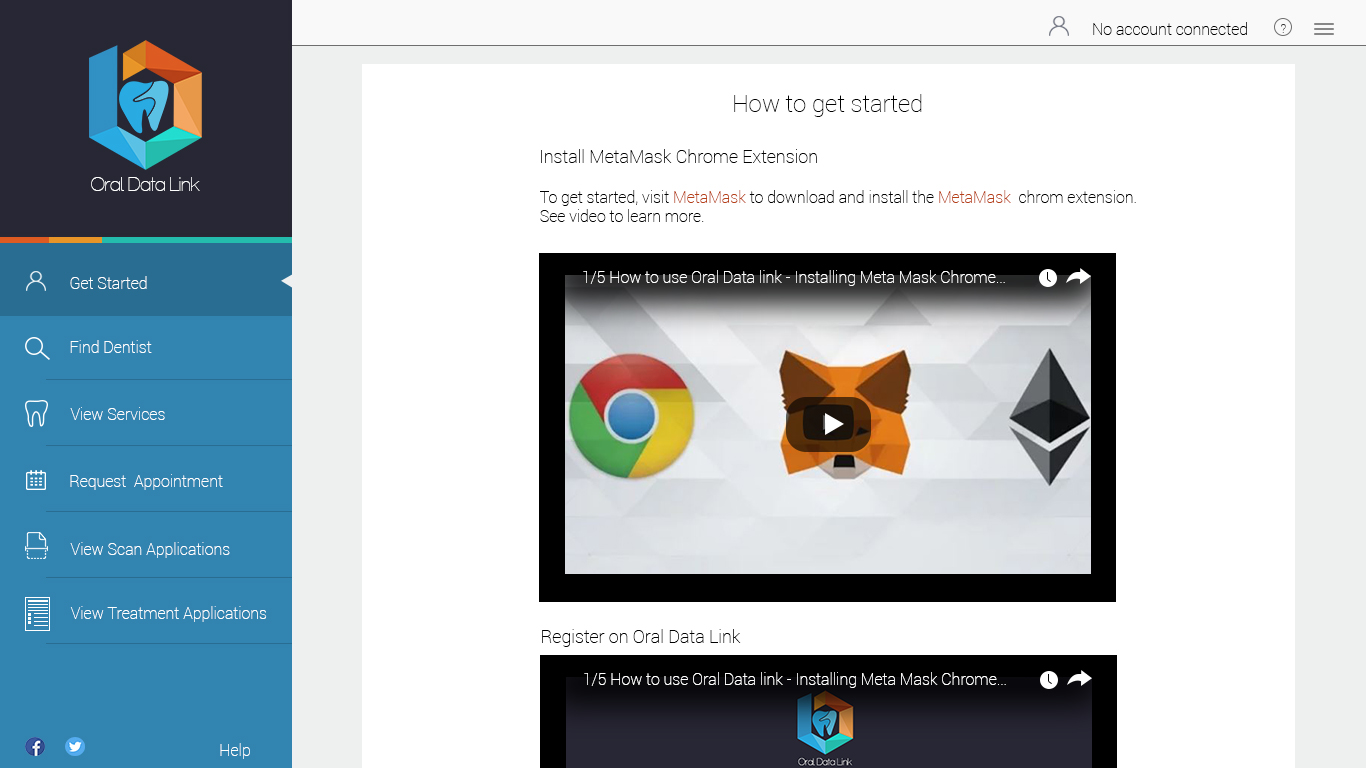 Oral Data Link
Get Started
Find Dentist
View Services
Request Appointment
View Scan Applications
View Treatment Applications
Help
No account connected
?
How to get started
Install MetaMask Chrome Extension
To get started, visit MetaMask to download and install the MetaMask chrom extension.
See video to learn more.
1/5 How to use Oral Data link - Installing Meta Mask Chrome...
Register on Oral Data Link
1/5 How to use Oral Data link - Installing Meta Mask Chrome...
Oral Data Link